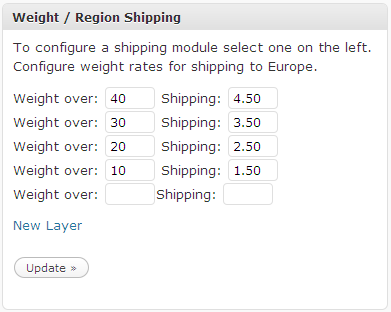 Weight / Region Shipping
To configure a shipping module select one on the left.
Configure weight rates for shipping to Europe.
Weight over: 40 Shipping: 4.50
Weight over: 30 Shipping: 3.50
Weight over: 20 Shipping: 2.50
Weight over: 10 Shipping: 1.50
Weight over: Shipping:
New Layer
Update »